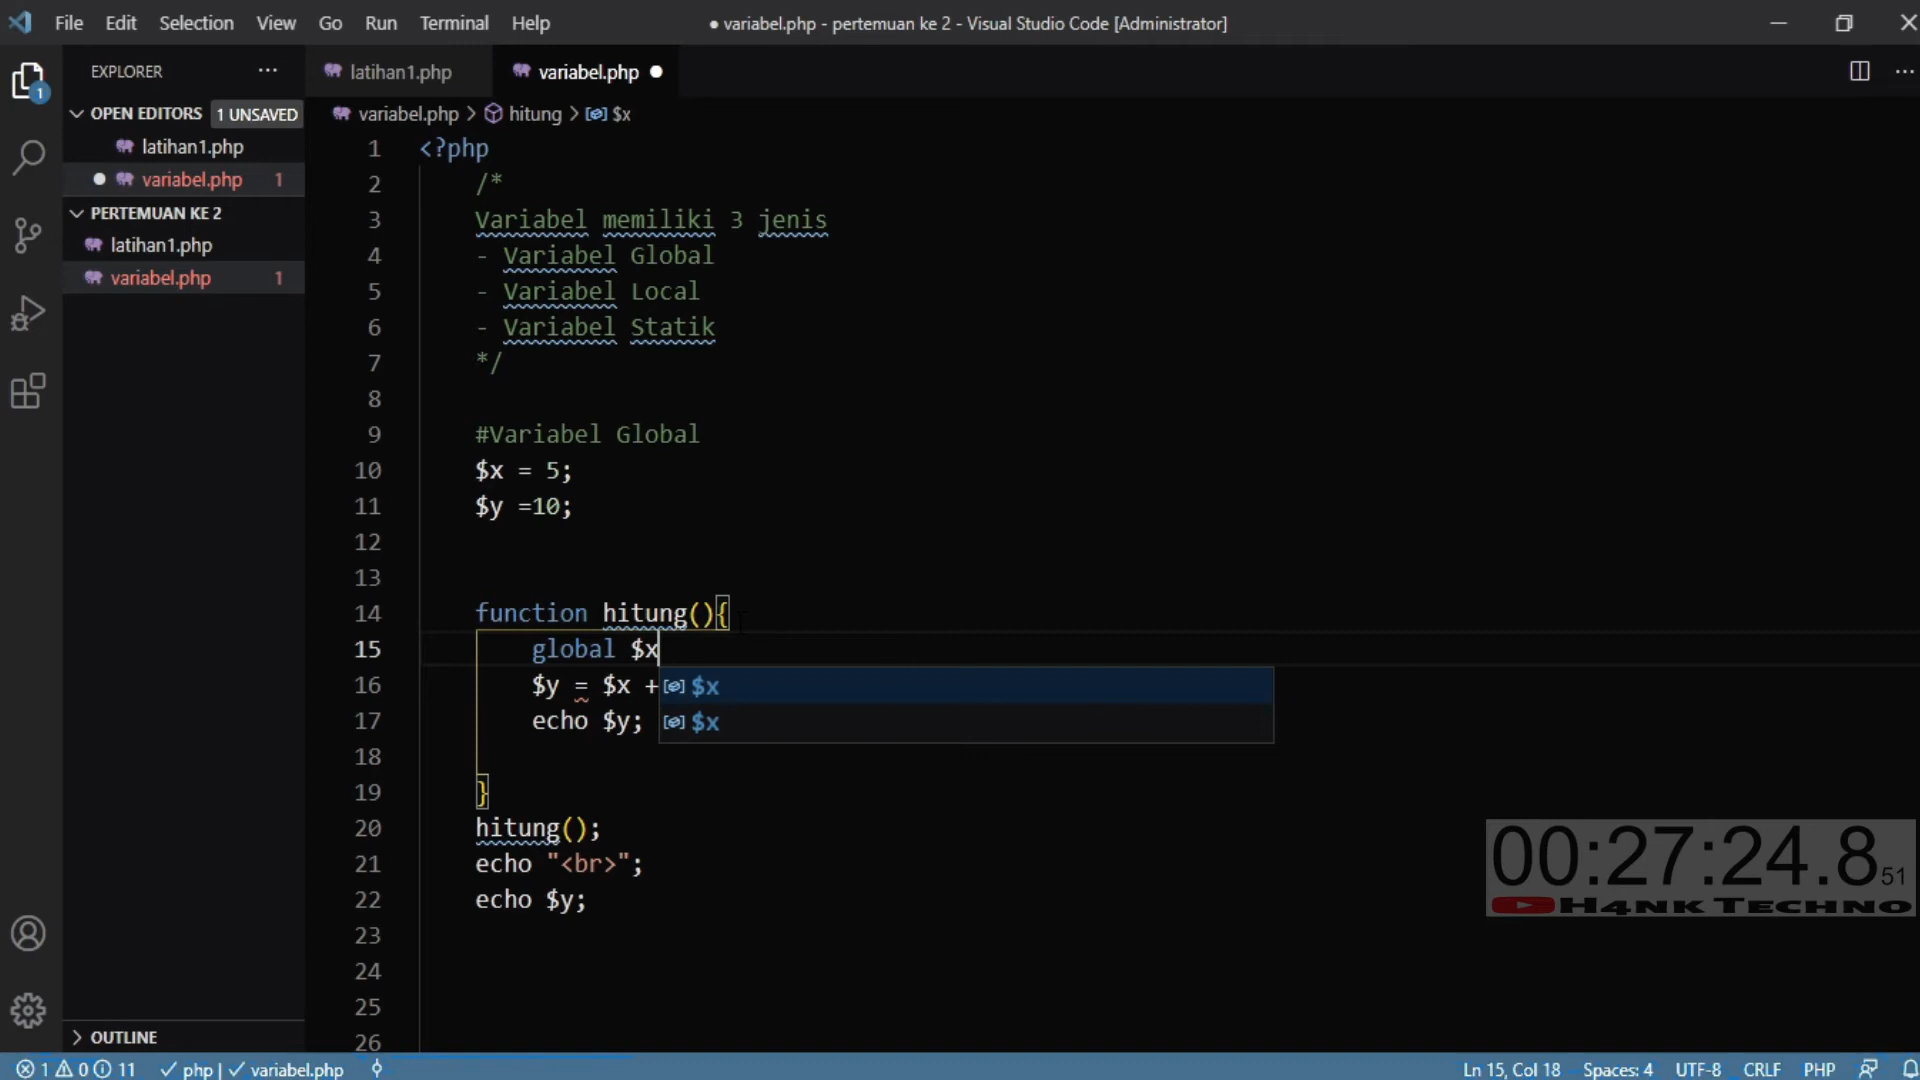 File Edit Selection View Go Run Terminal Help
● variabel.php - pertemuan ke 2 - Visual Studio Code [Administrator]
EXPLORER ···
latihan1.php
variabel.php ●
OPEN EDITORS 1 UNSAVED
latihan1.php
● variabel.php 1
PERTEMUAN KE 2
latihan1.php
variabel.php 1
OUTLINE
1
variabel.php > hitung > $x
1 <?php
2 /*
3 Variabel memiliki 3 jenis
4 - Variabel Global
5 - Variabel Local
6 - Variabel Statik
7 */
8
9 #Variabel Global
10 $x = 5;
11 $y =10;
12
13
14 function hitung(){
15 global $x
16 $y = $x +
$x
17 echo $y;
$x
18
19 }
20 hitung();
21 echo "<br>";
22 echo $y;
23
24
25
26
00:27:24.8 51
H4NK TECHNO
1 0 11 php | variabel.php
Ln 15, Col 18 Spaces: 4 UTF-8 CRLF PHP